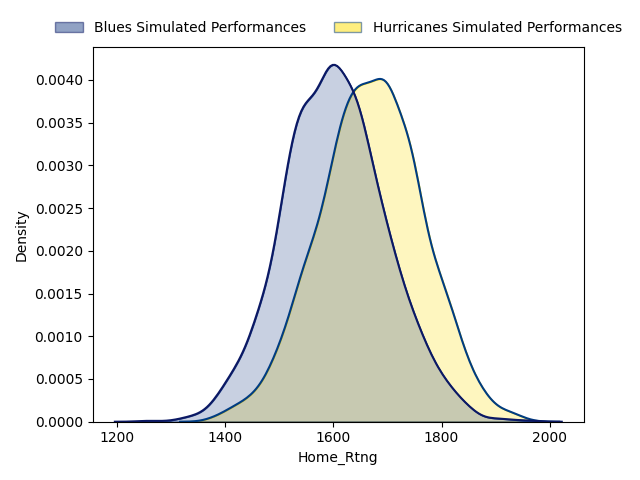 Blues Simulated Performances Hurricanes Simulated Performances
0.0040
0.0035
0.0030
0.0025
0.0020
0.0015
0.0010
0.0005
0.0000
Density
1200 1400 1600 1800 2000
Home_Rtng